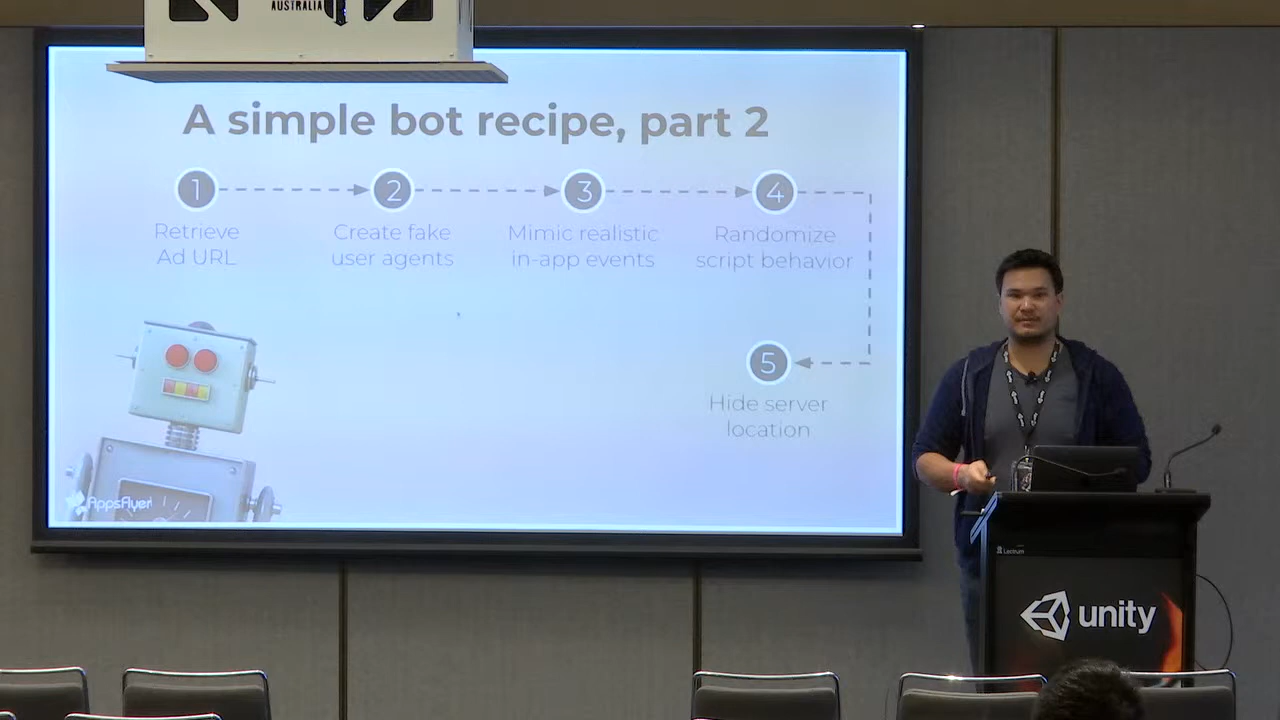 AUSTRALIA
A simple bot recipe, part 2
1
2
3
4
Retrieve
Ad URL
Create fake
user agents
Mimic realistic
in-app events
Randomize
script behavior
5
Hide server
location
AppsFlyer
Lectrum
unity